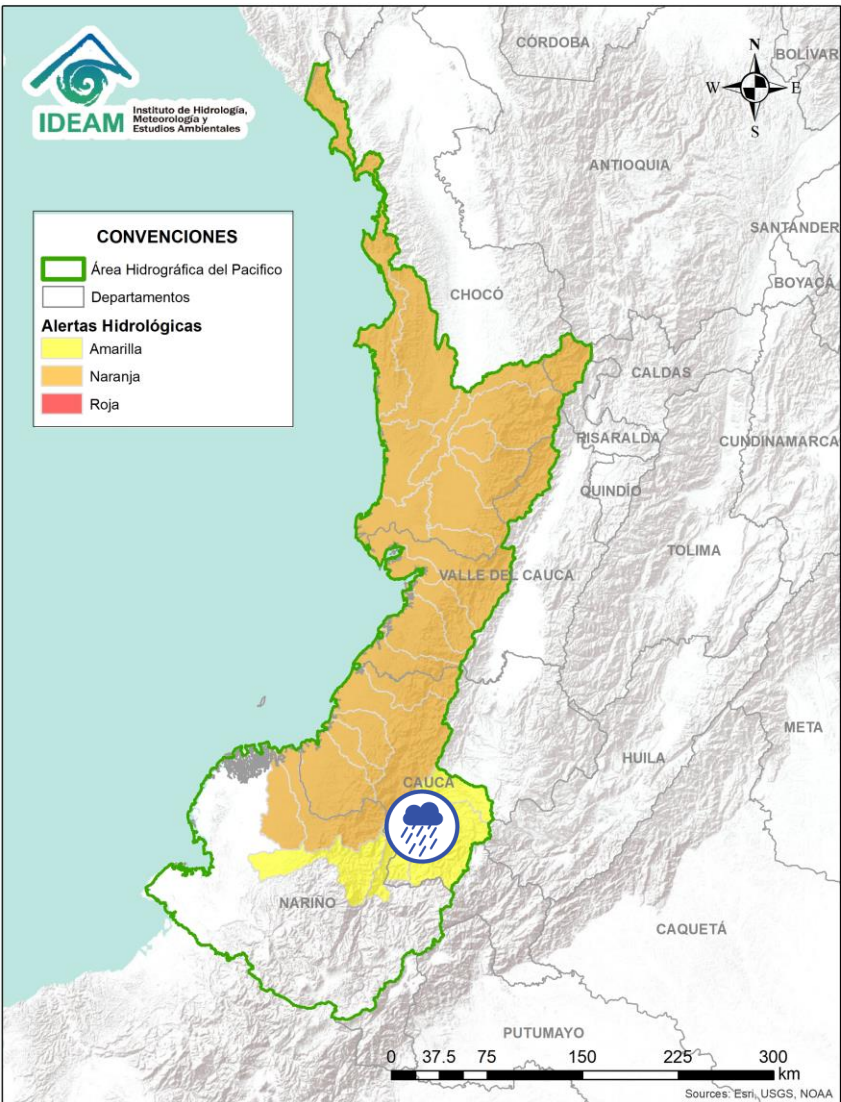 IDEAM
Instituto de Hidrología,
Meteorología y
Estudios Ambientales
N
W
E
S
CÓRDOBA
BOLÍVAR
ANTIOQUIA
SANTANDER
BOYACÁ
CHOCÓ
CALDAS
RISARALDA
CUNDINAMARCA
QUINDÍO
TOLIMA
VALLE DEL CAUCA
META
HUILA
CAUCA
NARIÑO
CAQUETÁ
PUTUMAYO
CONVENCIONES
Área Hidrográfica del Pacifico
Departamentos
Alertas Hidrológicas
Amarilla
Naranja
Roja
0 37.5 75 150 225 300
km
Sources: Esri, USGS, NOAA